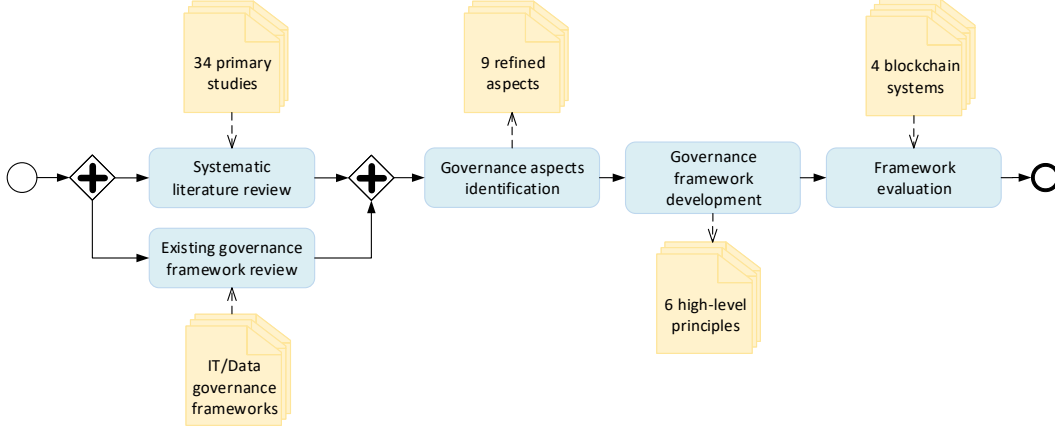 34 primary
studies
9 refined
aspects
4 blockchain
systems
Systematic
literature review
Governance aspects
identification
Governance
framework
development
Framework
evaluation
Existing governance
framework review
6 high-level
principles
IT/Data
governance
frameworks